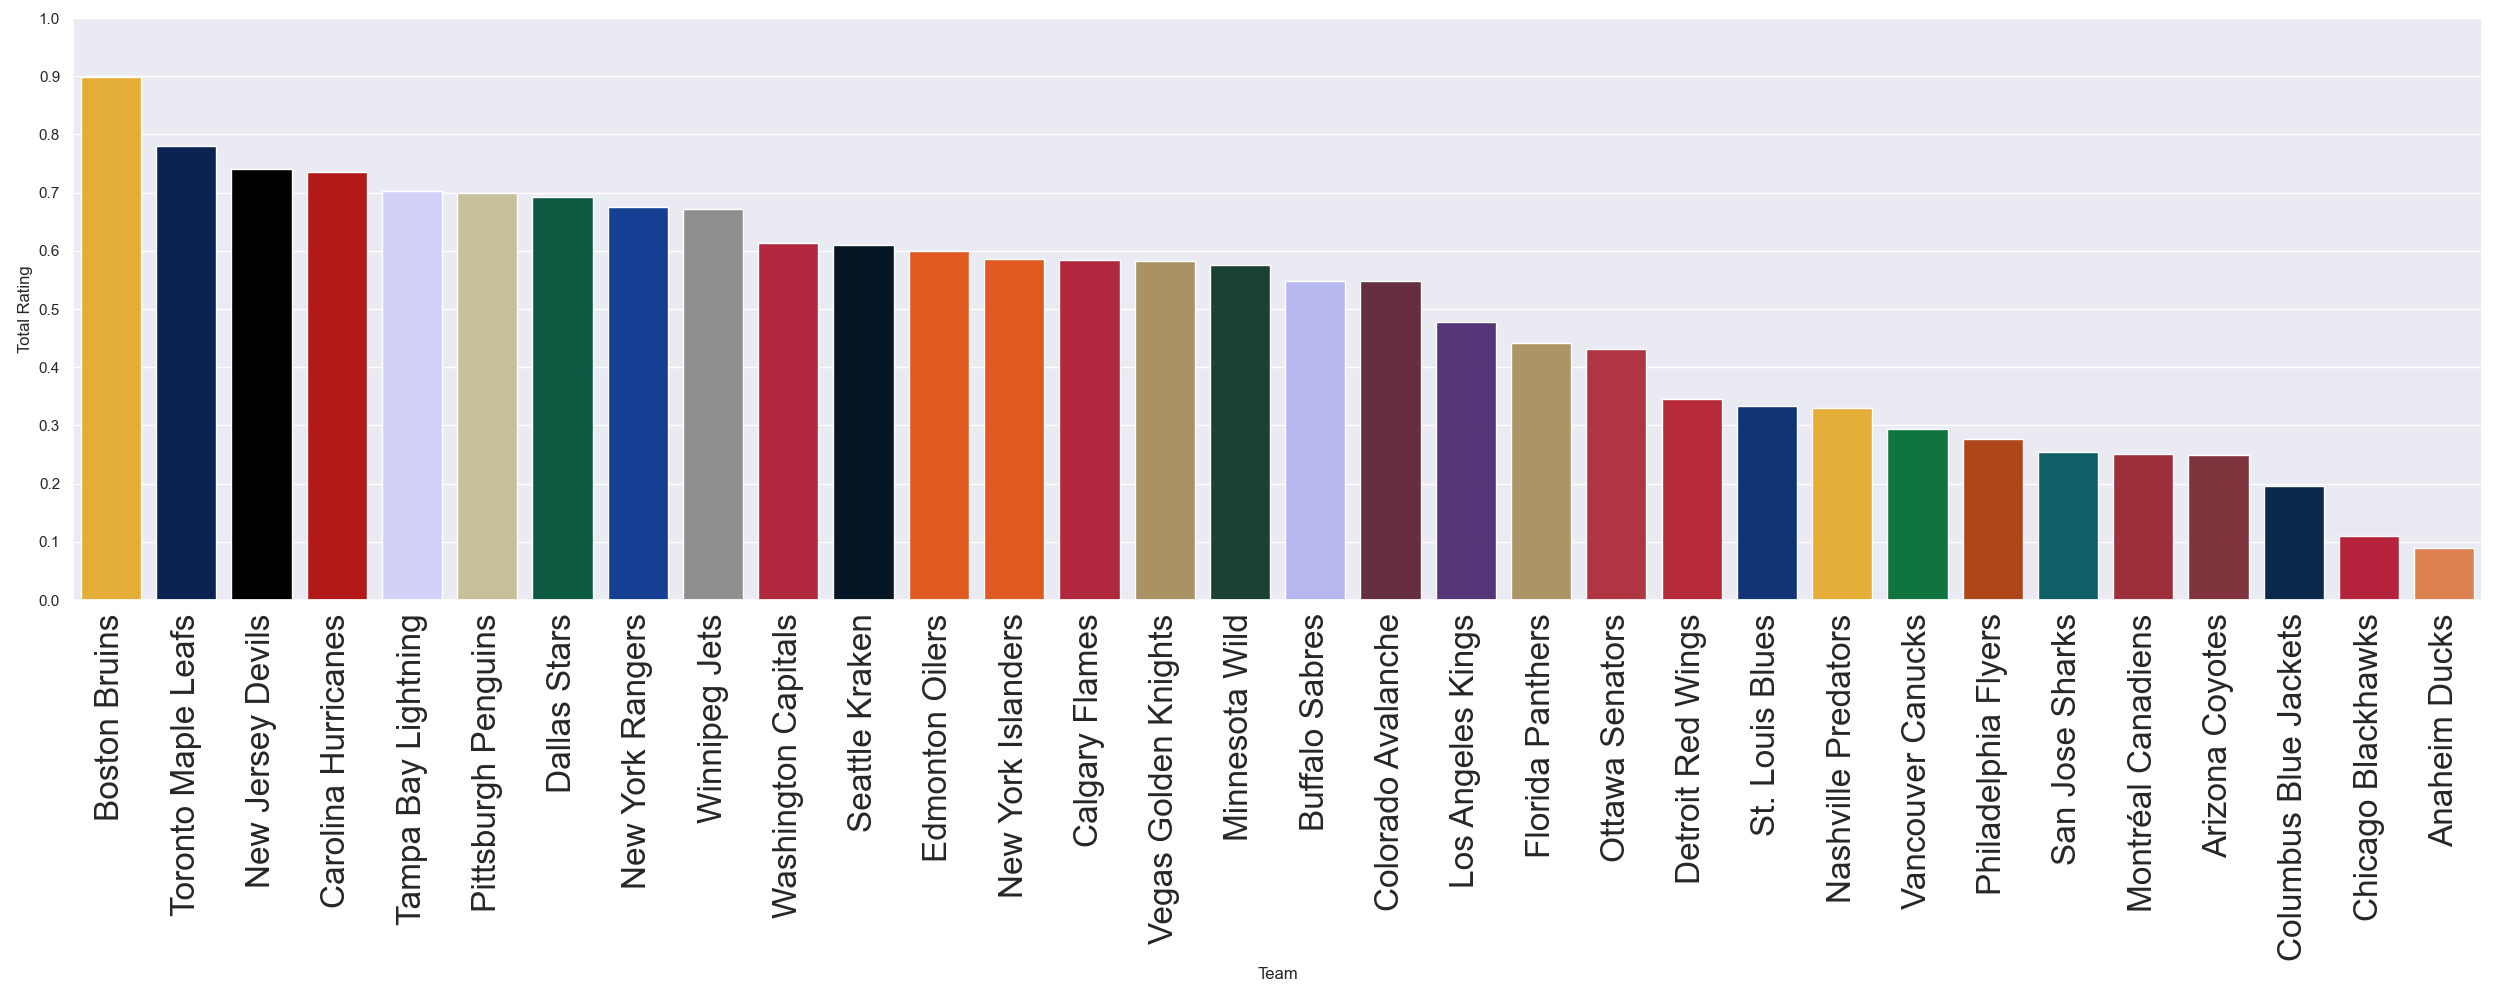 1.0
0.9
0.8
0.7
0.6
0.5
0.4
0.3
0.2
0.1
0.0
Total Rating
Boston Bruins
Toronto Maple Leafs
New Jersey Devils
Carolina Hurricanes
Tampa Bay Lightning
Pittsburgh Penguins
Dallas Stars
New York Rangers
Winnipeg Jets
Washington Capitals
Seattle Kraken
Edmonton Oilers
New York Islanders
Calgary Flames
Vegas Golden Knights
Minnesota Wild
Buffalo Sabres
Colorado Avalanche
Los Angeles Kings
Florida Panthers
Ottawa Senators
Detroit Red Wings
St. Louis Blues
Nashville Predators
Vancouver Canucks
Philadelphia Flyers
San Jose Sharks
Montréal Canadiens
Arizona Coyotes
Columbus Blue Jackets
Chicago Blackhawks
Anaheim Ducks
Team